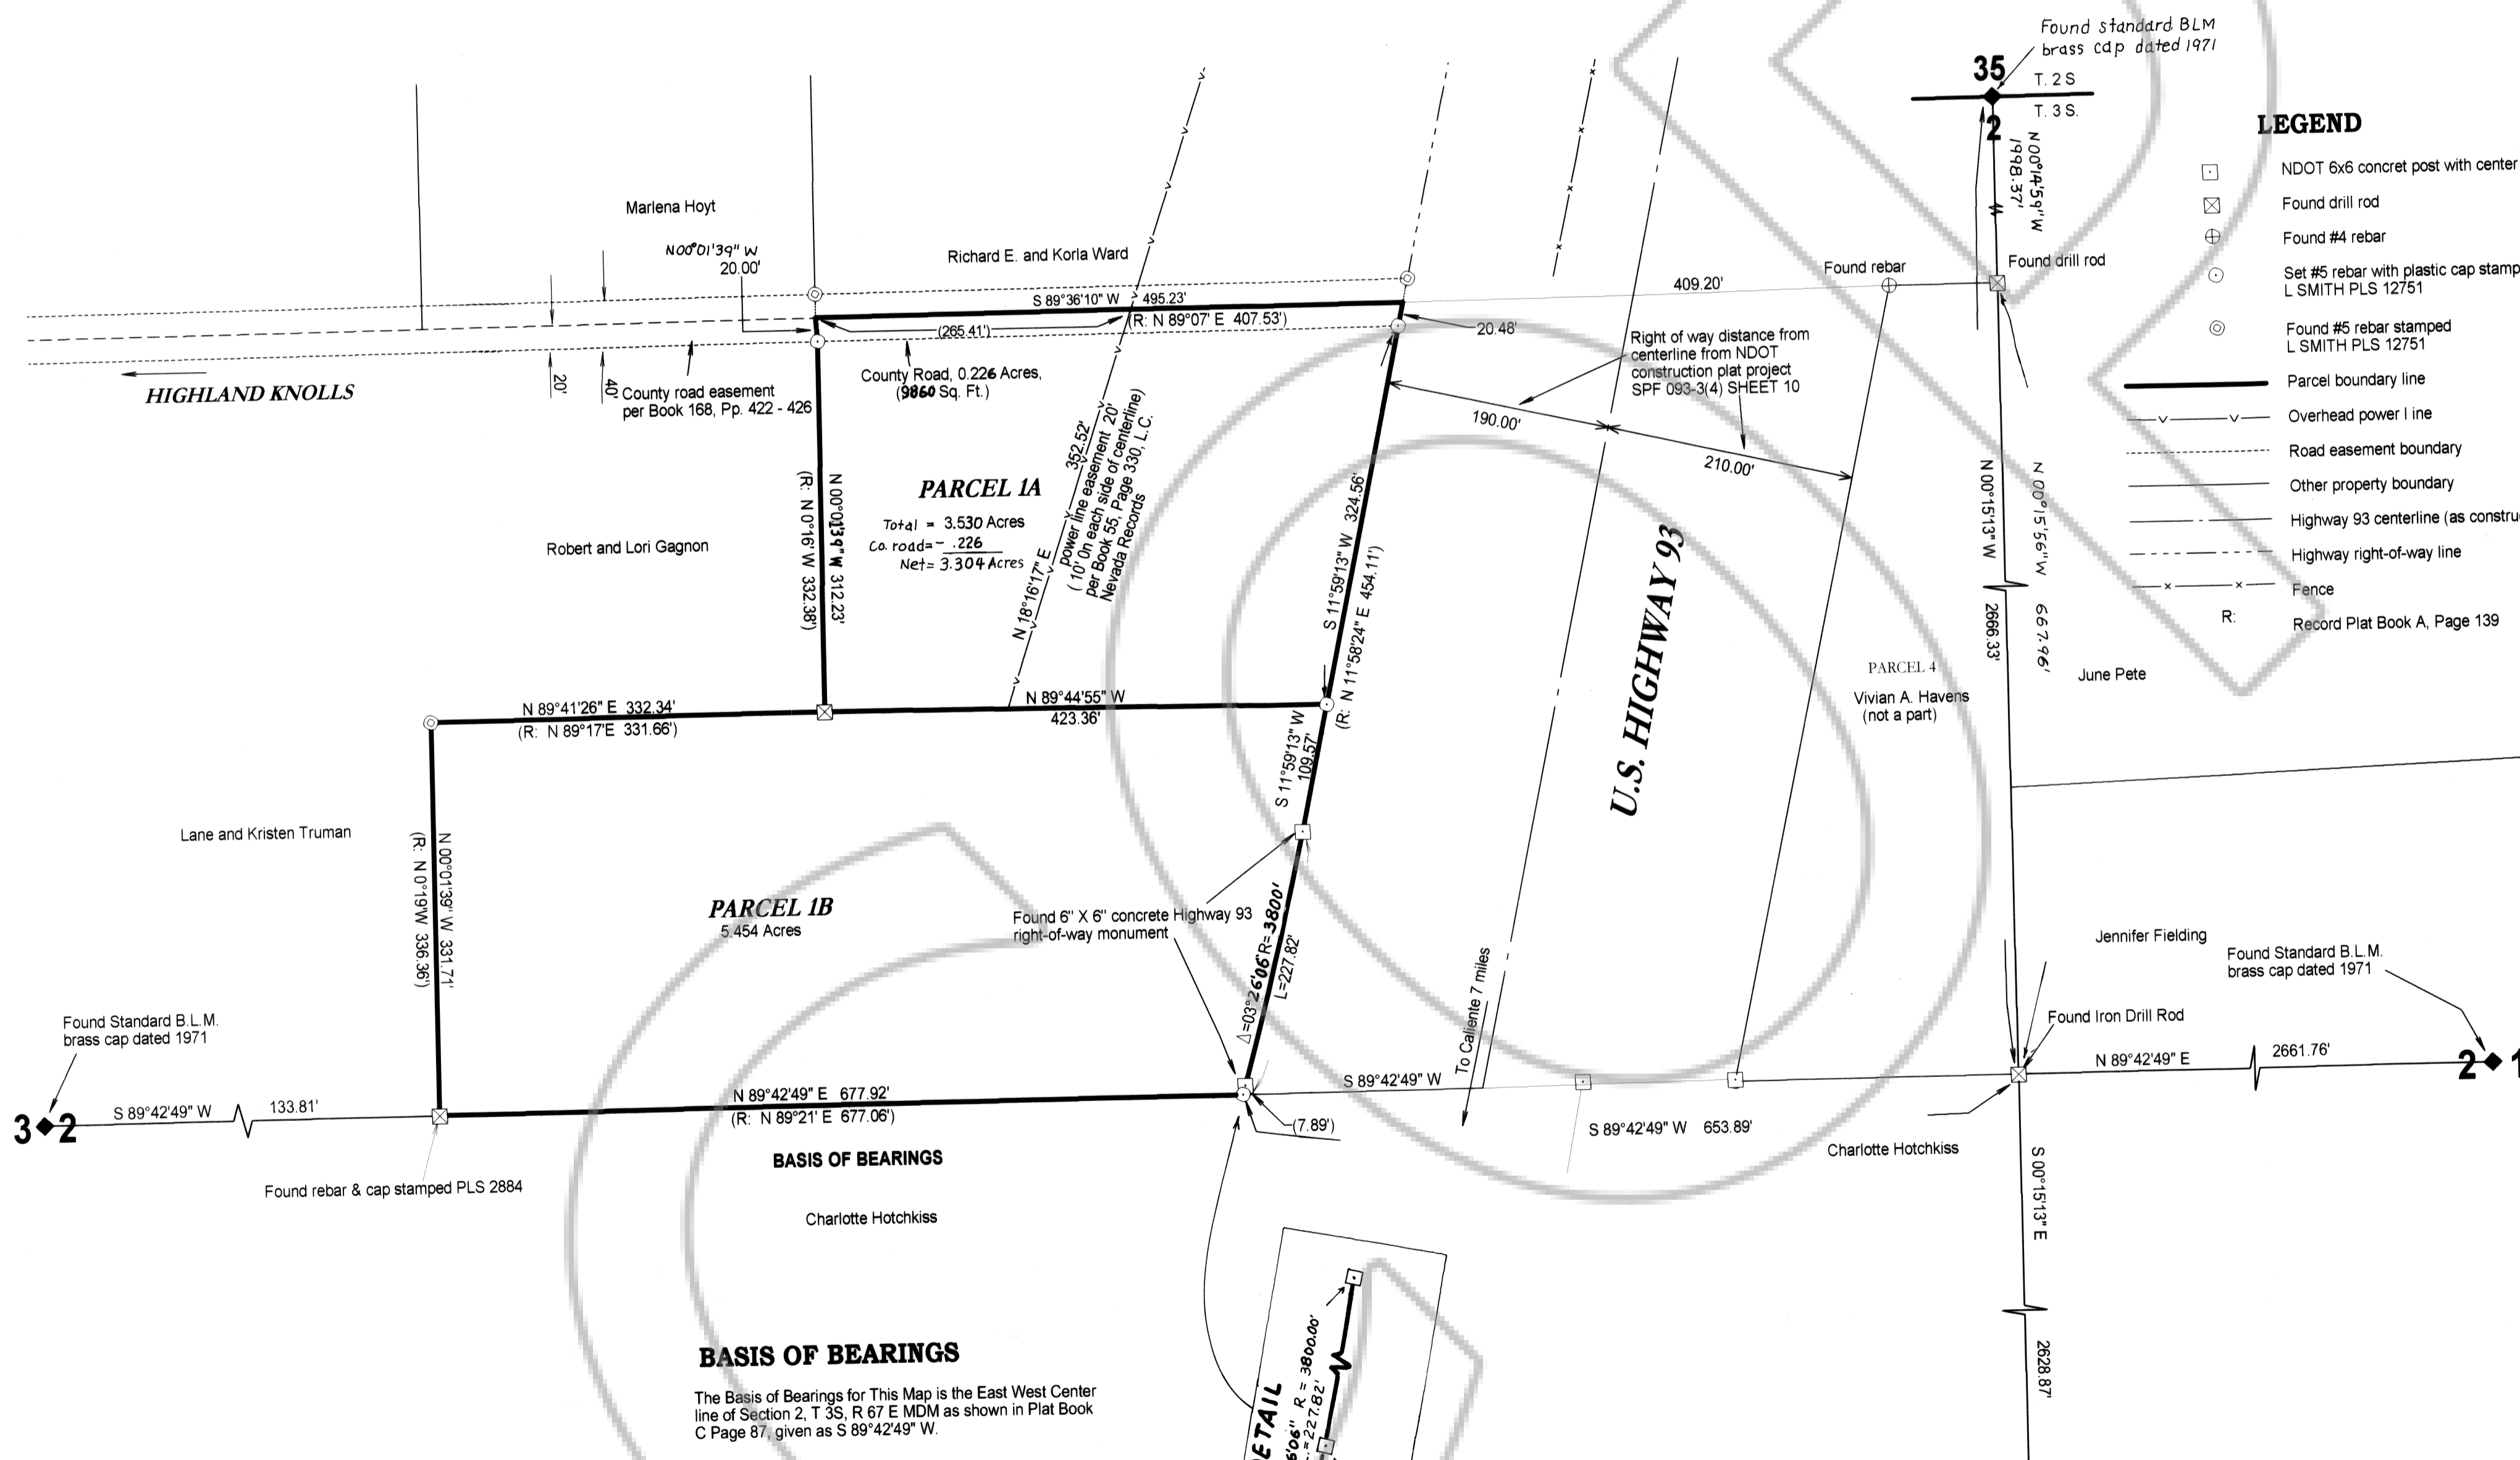 Found standard BLM
brass cap dated 1971
35
T. 2 S
T. 3 S.
2
N 00°14'59" W
1998.37'
LEGEND
NDOT 6x6 concret post with center
Found drill rod
Found #4 rebar
Set #5 rebar with plastic cap stamp
L SMITH PLS 12751
Found #5 rebar stamped
L SMITH PLS 12751
Parcel boundary line
Overhead power l ine
Road easement boundary
Other property boundary
Highway 93 centerline (as constru
Highway right-of-way line
Fence
R:
Record Plat Book A, Page 139
Marlena Hoyt
N00°01'39" W
20.00'
Richard E. and Korla Ward
S 89°36'10" W
495.23'
(265.41')
(R: N 89°07' E 407.53')
20.48'
409.20'
Found rebar
Found drill rod
Right of way distance from
centerline from NDOT
construction plat project
SPF 093-3(4) SHEET 10
190.00'
210.00'
HIGHLAND KNOLLS
20'
40'
County road easement
per Book 168, Pp. 422 - 426
County Road, 0.226 Acres,
(9860 Sq. Ft.)
PARCEL 1A
Total = 3.530 Acres
Co. road= - .226
Net= 3.304 Acres
N 18°16'17" E
352.52'
power line easement 20'
( 10' On each side of centerline)
per Book 55, Page 330, L.C.
Nevada Records
(R: N 0°16' W 332.38')
N 00°01'39" W 312.23'
S 11°59'13" W 324.56'
(R: N 11°58'24" E 454.11')
Robert and Lori Gagnon
U.S. HIGHWAY 93
N 00°15'13" W
2666.33'
N 00°15'56" W 667.96'
June Pete
PARCEL 4
Vivian A. Havens
(not a part)
N 89°41'26" E 332.34'
(R: N 89°17'E 331.66')
N 89°44'55" W
423.36'
S 11°59'13" W
109.57'
Lane and Kristen Truman
(R: N 0°19'W 336.36')
N 00°01'39" W 331.71'
PARCEL 1B
5.454 Acres
Found 6" X 6" concrete Highway 93
right-of-way monument
Δ=03°26'06" R=3800'
L=227.82'
To Caliente 7 miles
Jennifer Fielding
Found Standard B.L.M.
brass cap dated 1971
Found Standard B.L.M.
brass cap dated 1971
Found Iron Drill Rod
3
2
S 89°42'49" W
133.81'
N 89°42'49" E 677.92'
(R: N 89°21' E 677.06')
S 89°42'49" W
(7.89')
S 89°42'49" W 653.89'
N 89°42'49" E
2661.76'
2
1
Found rebar & cap stamped PLS 2884
BASIS OF BEARINGS
Charlotte Hotchkiss
Charlotte Hotchkiss
S 00°15'13" E
2628.87'
BASIS OF BEARINGS
The Basis of Bearings for This Map is the East West Center
line of Section 2, T 3S, R 67 E MDM as shown in Plat Book
C Page 87, given as S 89°42'49" W.
ETAIL
6'06" R = 3800.00'
.=227.82'